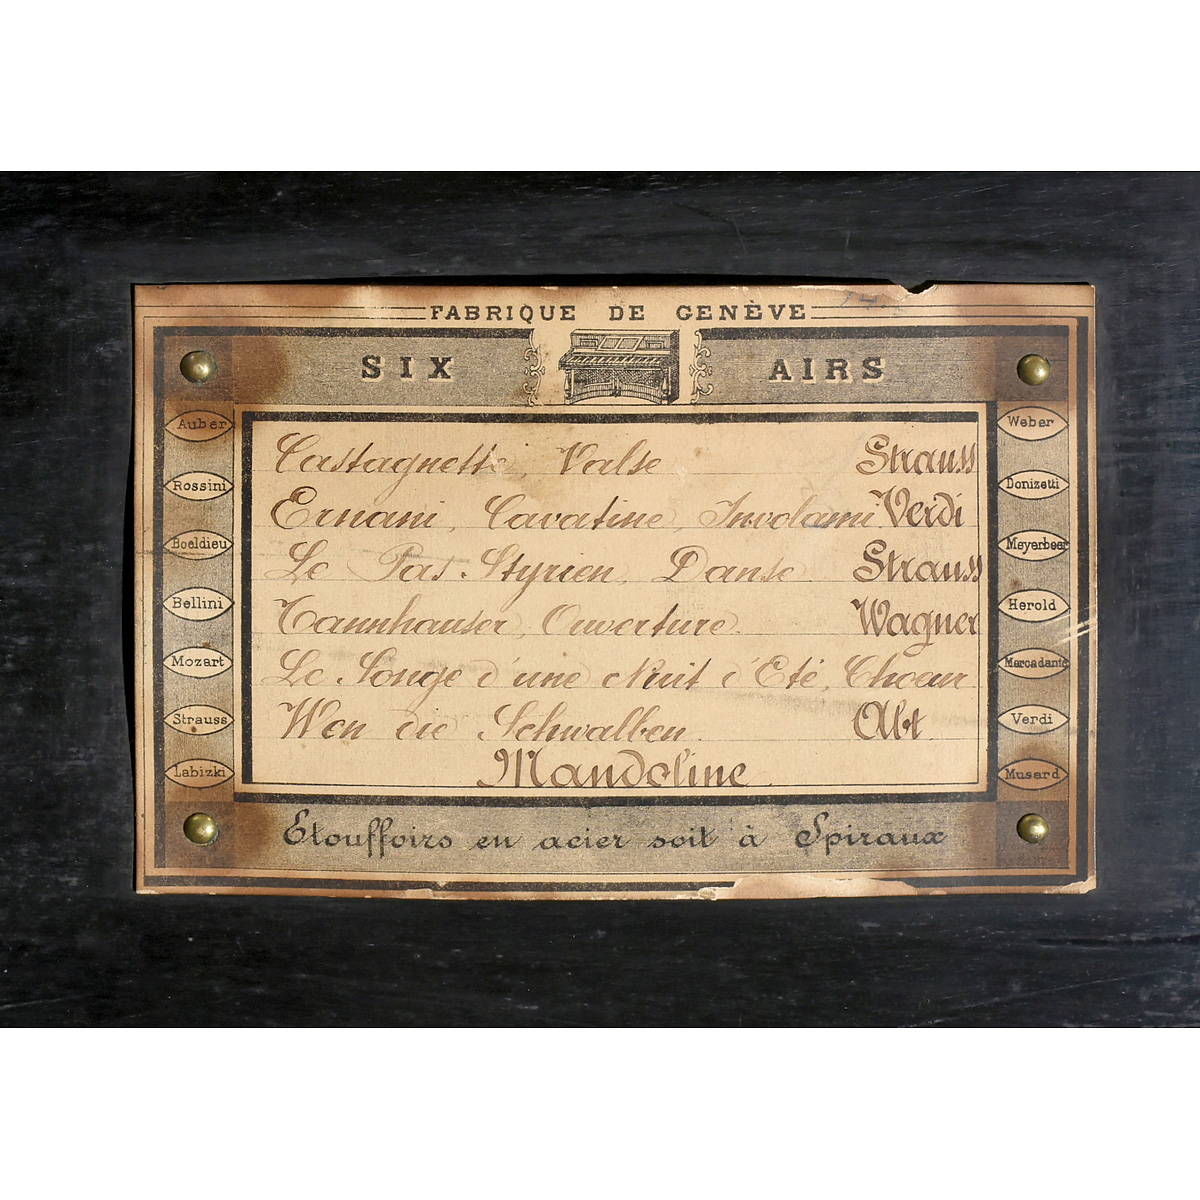 FABRIQUE DE GENÈVE
SIX AIRS
Auber
Rossini
Boeldieu
Bellini
Mozart
Strauss
Labizki
Castagnette, Valse Strauss
Ernani, Cavatine, Involami Verdi
Le Pas Styrien, Danse Strauss
Tannhauser, Ouverture. Wagner
Le Songe d'une Nuit d'Eté, Choeur
Wen die Schwalben. Abt.
Mandoline
Weber
Donizetti
Meyerbeer
Herold
Mercadante
Verdi
Musard
Etouffoirs en acier soit à Spiraux